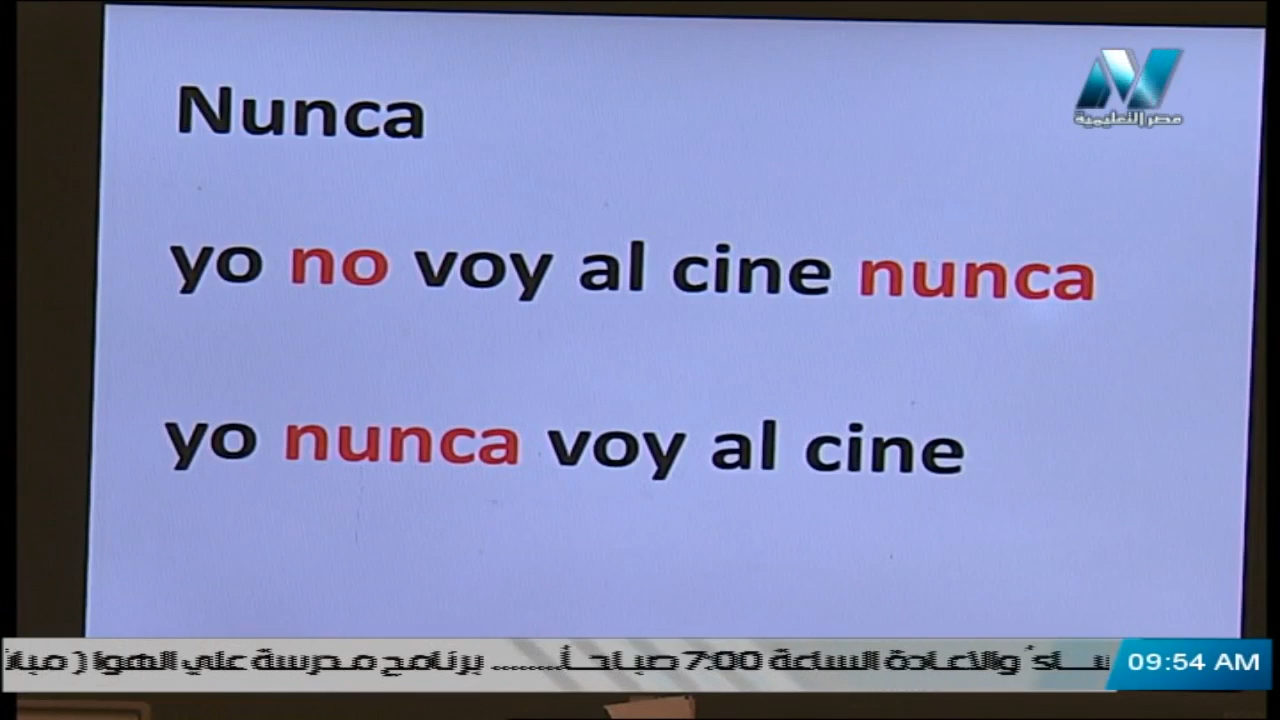 Nunca
مصر التعليمية
yo no voy al cine nunca
yo nunca voy al cine
والاعادة الساعة 7:00 صباحـــاً........ برنامج مدرسة علي الهوا (
09:54 AM